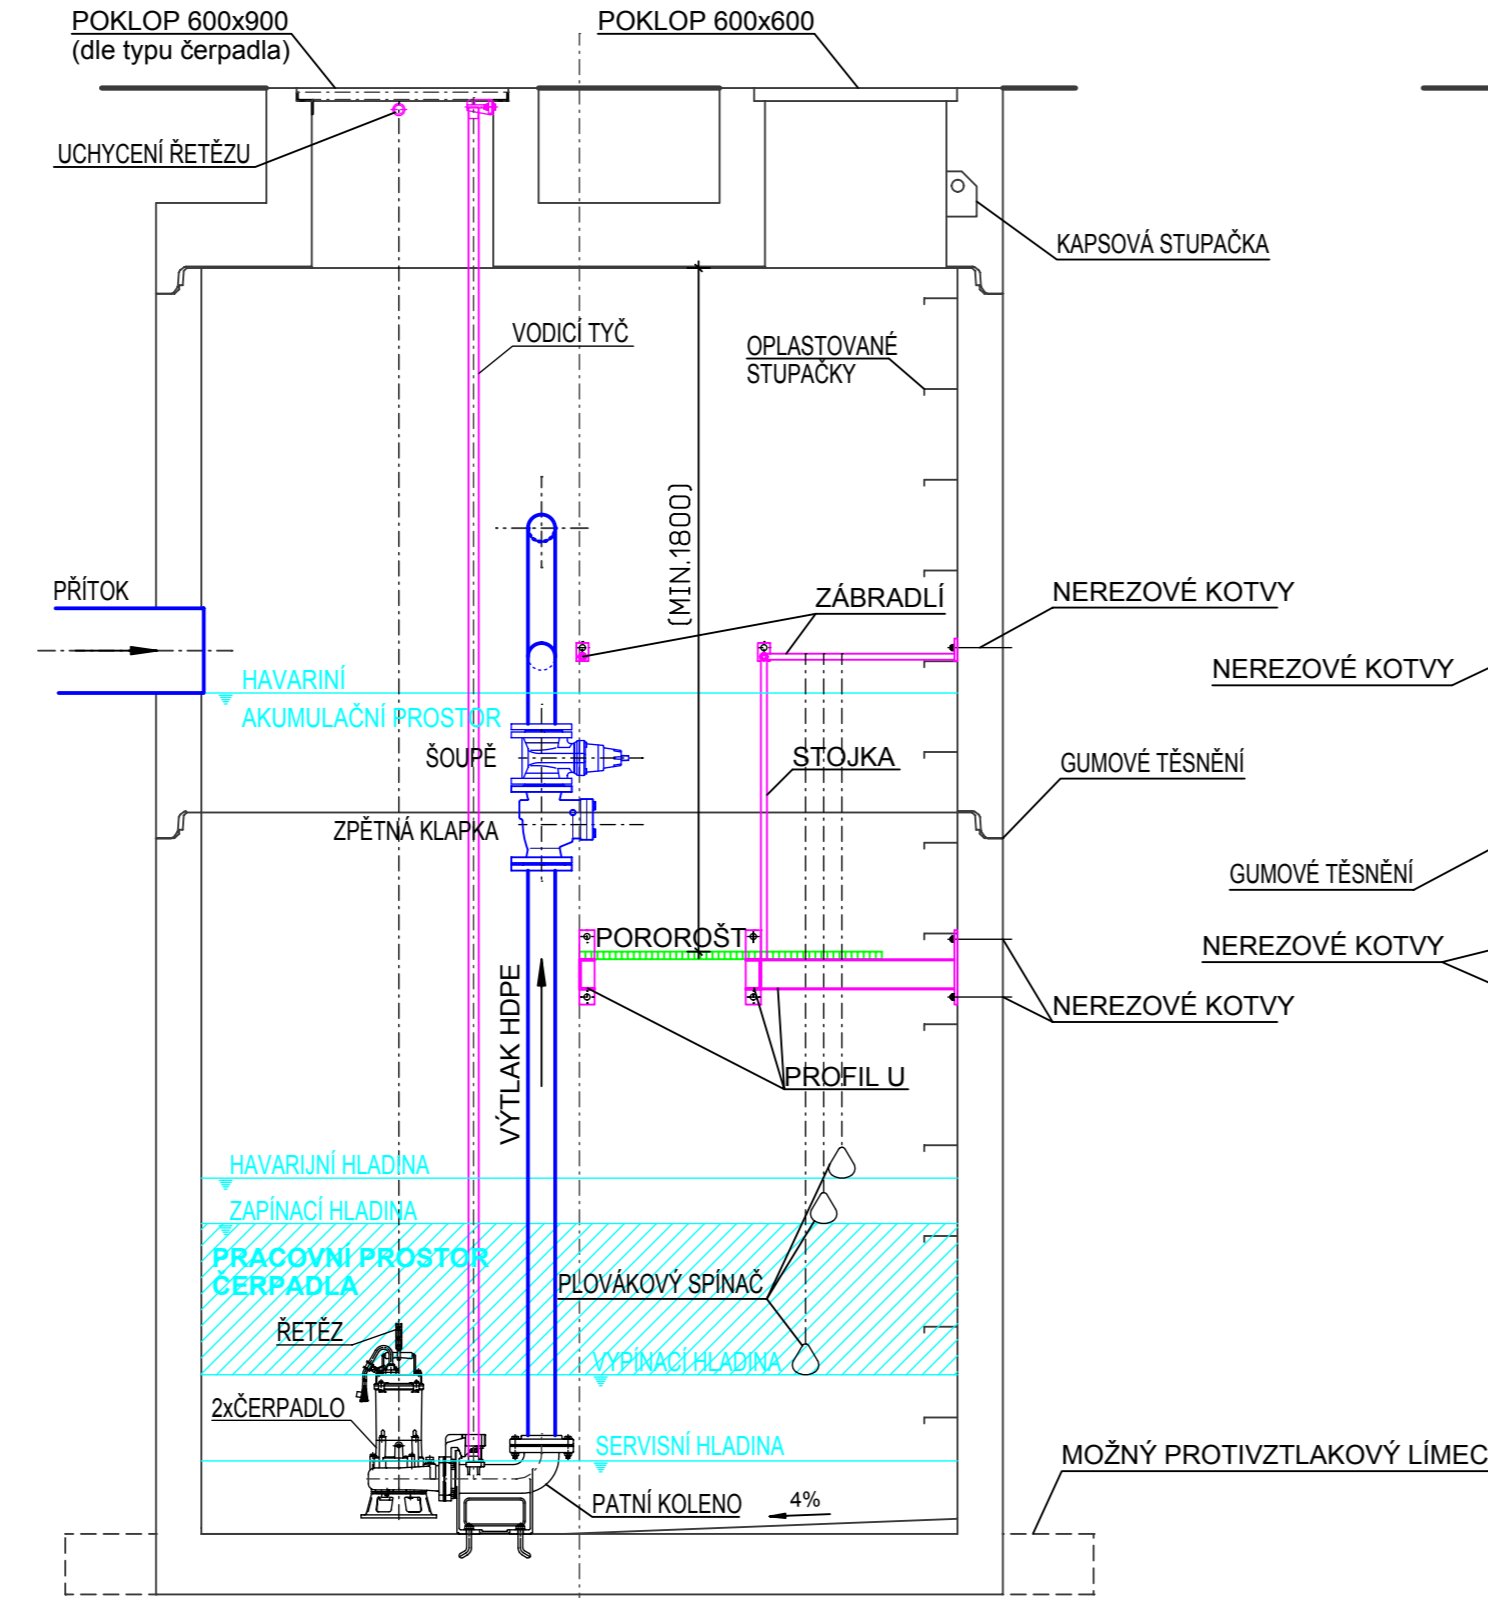 POKLOP 600x900
(dle typu čerpadla)
POKLOP 600x600
UCHYCENÍ ŘETĚZU
KAPSOVÁ STUPAČKA
VODICÍ TYČ
OPLASTOVANÉ
STUPAČKY
(MIN.1800)
PŘÍTOK
ZÁBRADLÍ
NEREZOVÉ KOTVY
NEREZOVÉ KOTVY
HAVARINÍ
AKUMULAČNÍ PROSTOR
ŠOUPĚ
STOJKA
GUMOVÉ TĚSNĚNÍ
ZPĚTNÁ KLAPKA
GUMOVÉ TĚSNĚNÍ
POROROŠT
NEREZOVÉ KOTVY
NEREZOVÉ KOTVY
VÝTLAK HDPE
PROFIL U
HAVARIJNÍ HLADINA
ZAPÍNACÍ HLADINA
PRACOVNÍ PROSTOR
ČERPADLA
PLOVÁKOVÝ SPÍNAČ
ŘETĚZ
VYPÍNACÍ HLADINA
2xČERPADLO
SERVISNÍ HLADINA
MOŽNÝ PROTIVZTLAKOVÝ LÍMEC
PATNÍ KOLENO
4%